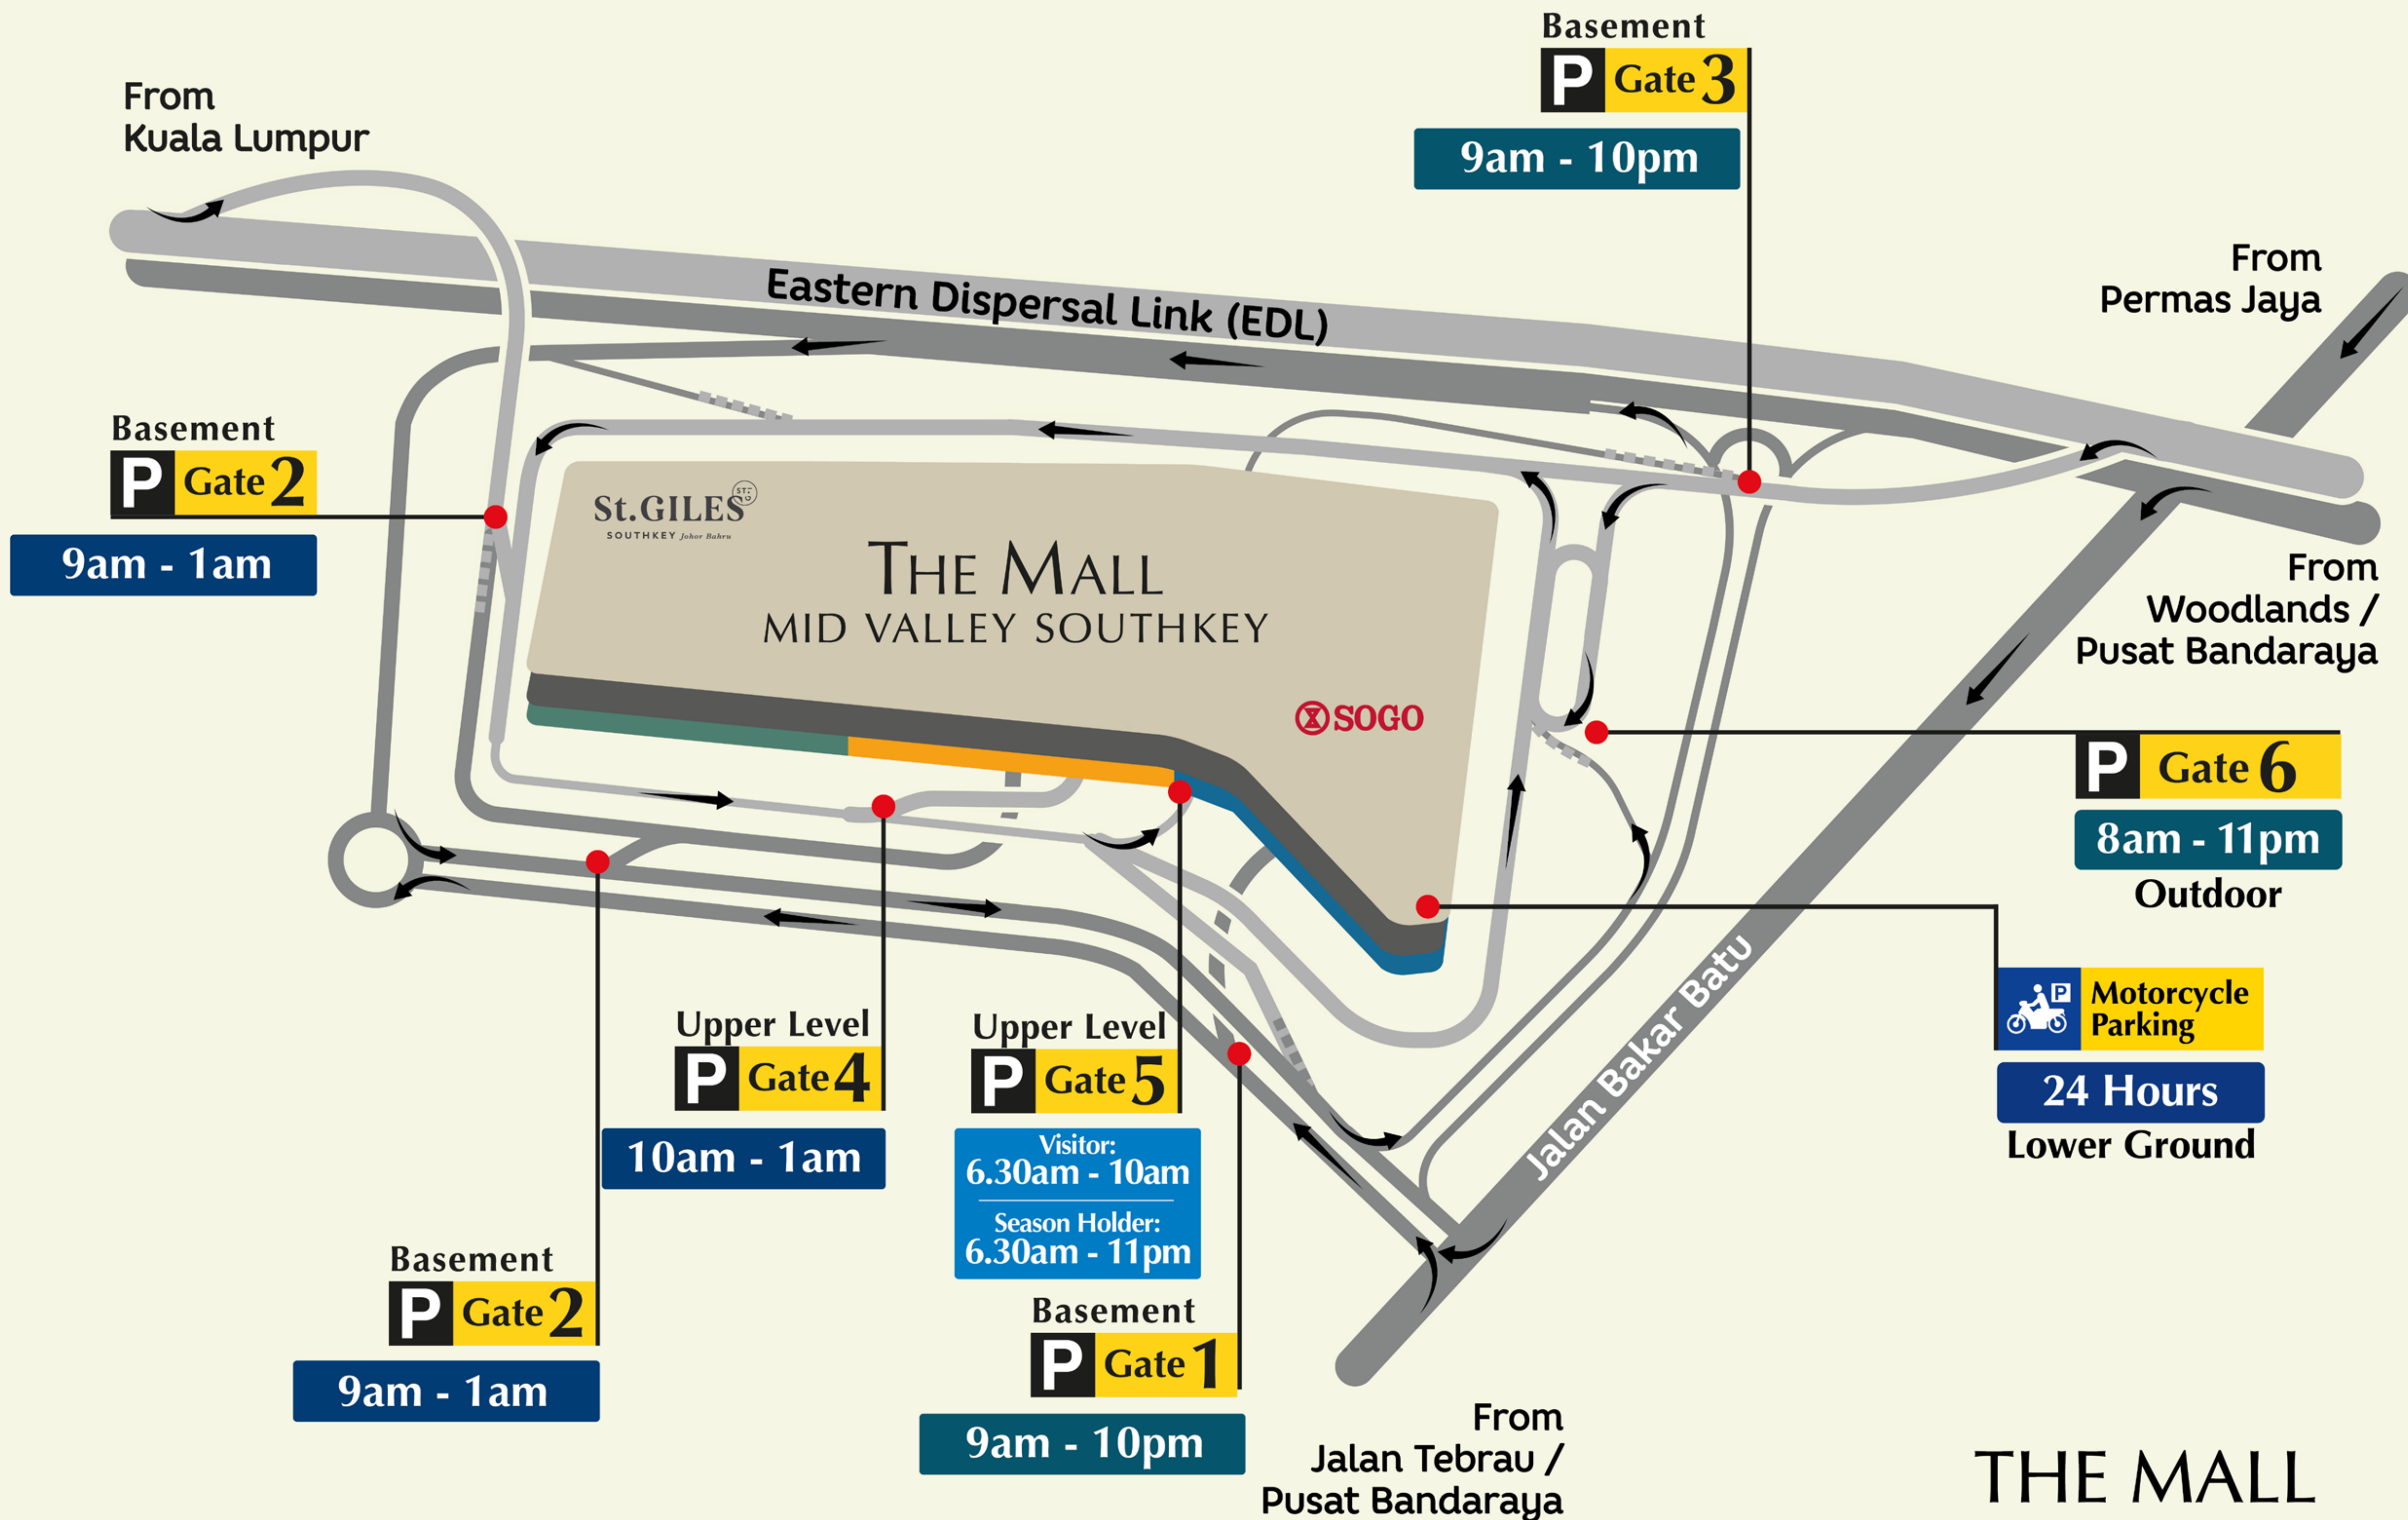 Basement
P Gate 3
9am - 10pm
From
Kuala Lumpur
From
Permas Jaya
Eastern Dispersal Link (EDL)
Basement
P Gate 2
9am - 1am
St.GILES
SOUTHKEY Johor Bahru
THE MALL
MID VALLEY SOUTHKEY
SOGO
From
Woodlands /
Pusat Bandaraya
P Gate 6
8am - 11pm
Outdoor
Jalan Bakar Batu
P Motorcycle
Parking
24 Hours
Lower Ground
Upper Level
P Gate 4
10am - 1am
Upper Level
P Gate 5
Visitor:
6.30am - 10am
Season Holder:
6.30am - 11pm
Basement
P Gate 2
9am - 1am
Basement
P Gate 1
9am - 10pm
From
Jalan Tebrau /
Pusat Bandaraya
THE MALL